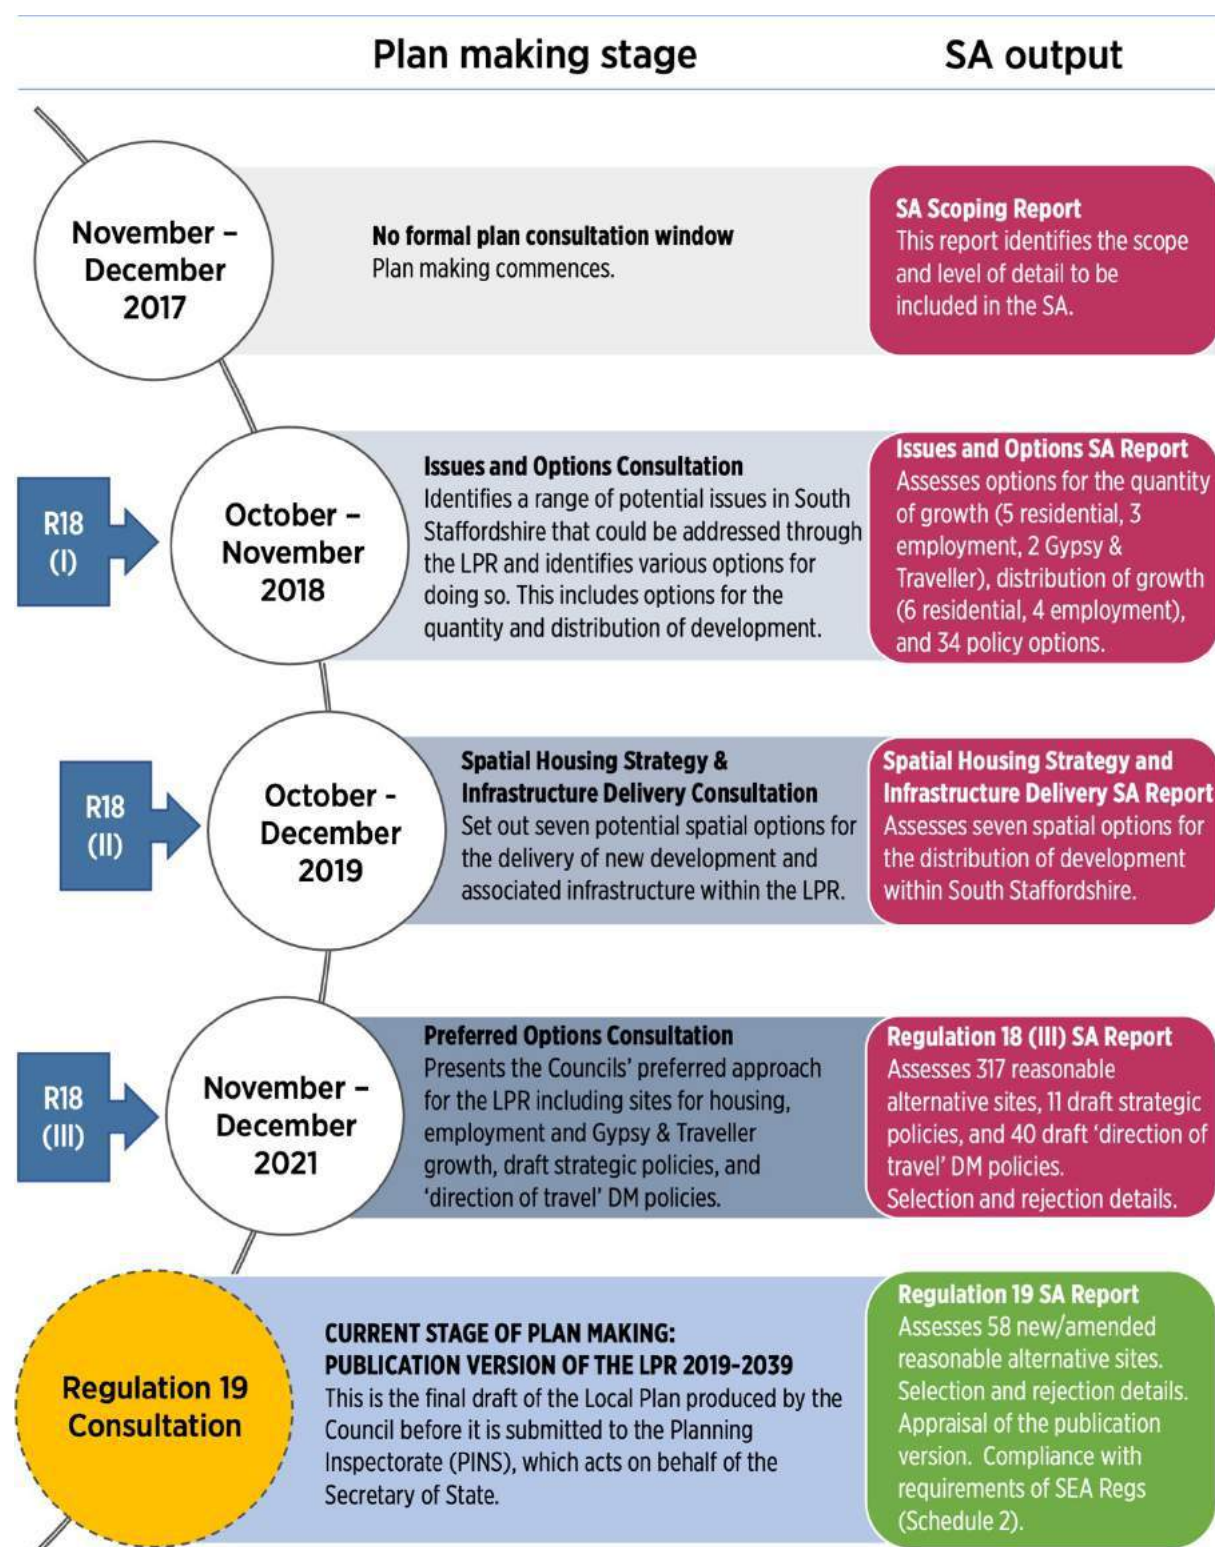 Plan making stage
SA output
November –
December
2017
No formal plan consultation window
Plan making commences.
SA Scoping Report
This report identifies the scope
and level of detail to be
included in the SA.
R18
(I)
October –
November
2018
Issues and Options Consultation
Identifies a range of potential issues in South
Staffordshire that could be addressed through
the LPR and identifies various options for
doing so. This includes options for the
quantity and distribution of development.
Issues and Options SA Report
Assesses options for the quantity
of growth (5 residential, 3
employment, 2 Gypsy &
Traveller), distribution of growth
(6 residential, 4 employment),
and 34 policy options.
R18
(II)
October -
December
2019
Spatial Housing Strategy &
Infrastructure Delivery Consultation
Set out seven potential spatial options for
the delivery of new development and
associated infrastructure within the LPR.
Spatial Housing Strategy and
Infrastructure Delivery SA Report
Assesses seven spatial options for
the distribution of development
within South Staffordshire.
R18
(III)
November –
December
2021
Preferred Options Consultation
Presents the Councils’ preferred approach
for the LPR including sites for housing,
employment and Gypsy & Traveller
growth, draft strategic policies, and
‘direction of travel’ DM policies.
Regulation 18 (III) SA Report
Assesses 317 reasonable
alternative sites, 11 draft strategic
policies, and 40 draft ‘direction of
travel’ DM policies.
Selection and rejection details.
Regulation 19
Consultation
CURRENT STAGE OF PLAN MAKING:
PUBLICATION VERSION OF THE LPR 2019-2039
This is the final draft of the Local Plan produced by the
Council before it is submitted to the Planning
Inspectorate (PINS), which acts on behalf of the
Secretary of State.
Regulation 19 SA Report
Assesses 58 new/amended
reasonable alternative sites.
Selection and rejection details.
Appraisal of the publication
version.  Compliance with
requirements of SEA Regs
(Schedule 2).